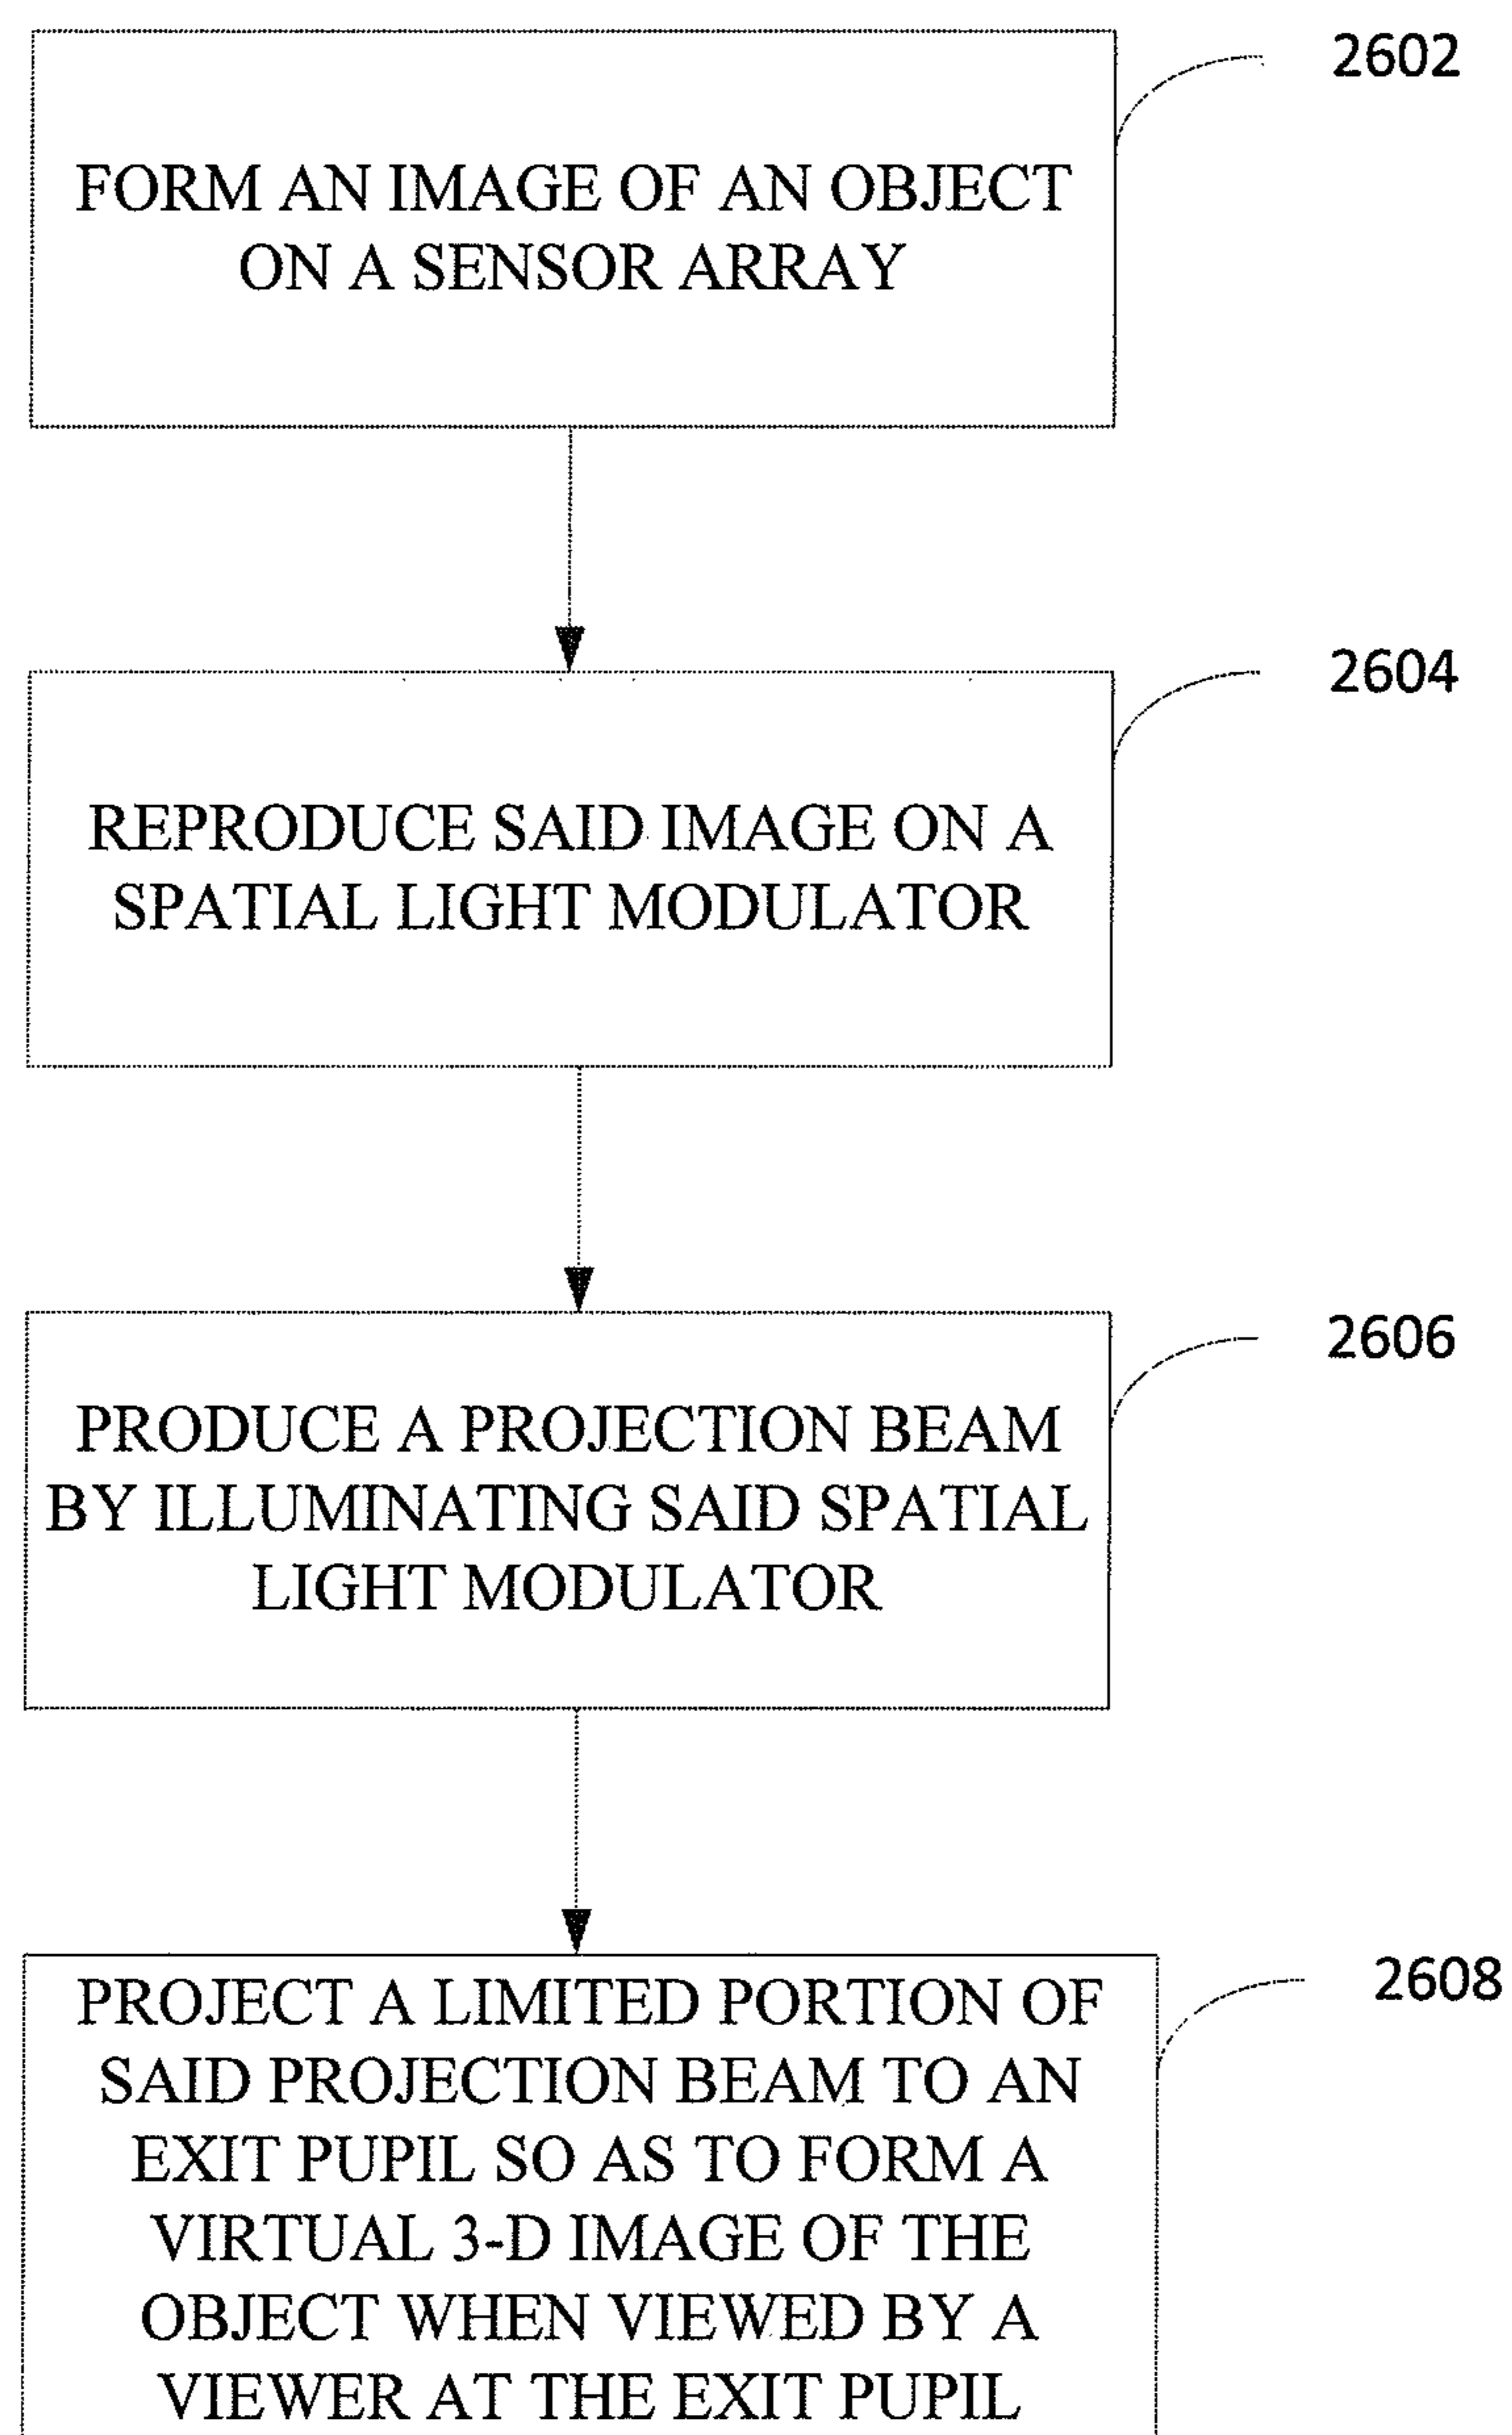 2602
FORM AN IMAGE OF AN OBJECT
ON A SENSOR ARRAY
2604
REPRODUCE SAID IMAGE ON A
SPATIAL LIGHT MODULATOR
2606
PRODUCE A PROJECTION BEAM
BY ILLUMINATING SAID SPATIAL
LIGHT MODULATOR
2608
PROJECT A LIMITED PORTION OF
SAID PROJECTION BEAM TO AN
EXIT PUPIL SO AS TO FORM A
VIRTUAL 3-D IMAGE OF THE
OBJECT WHEN VIEWED BY A
VIEWER AT THE EXIT PUPIL